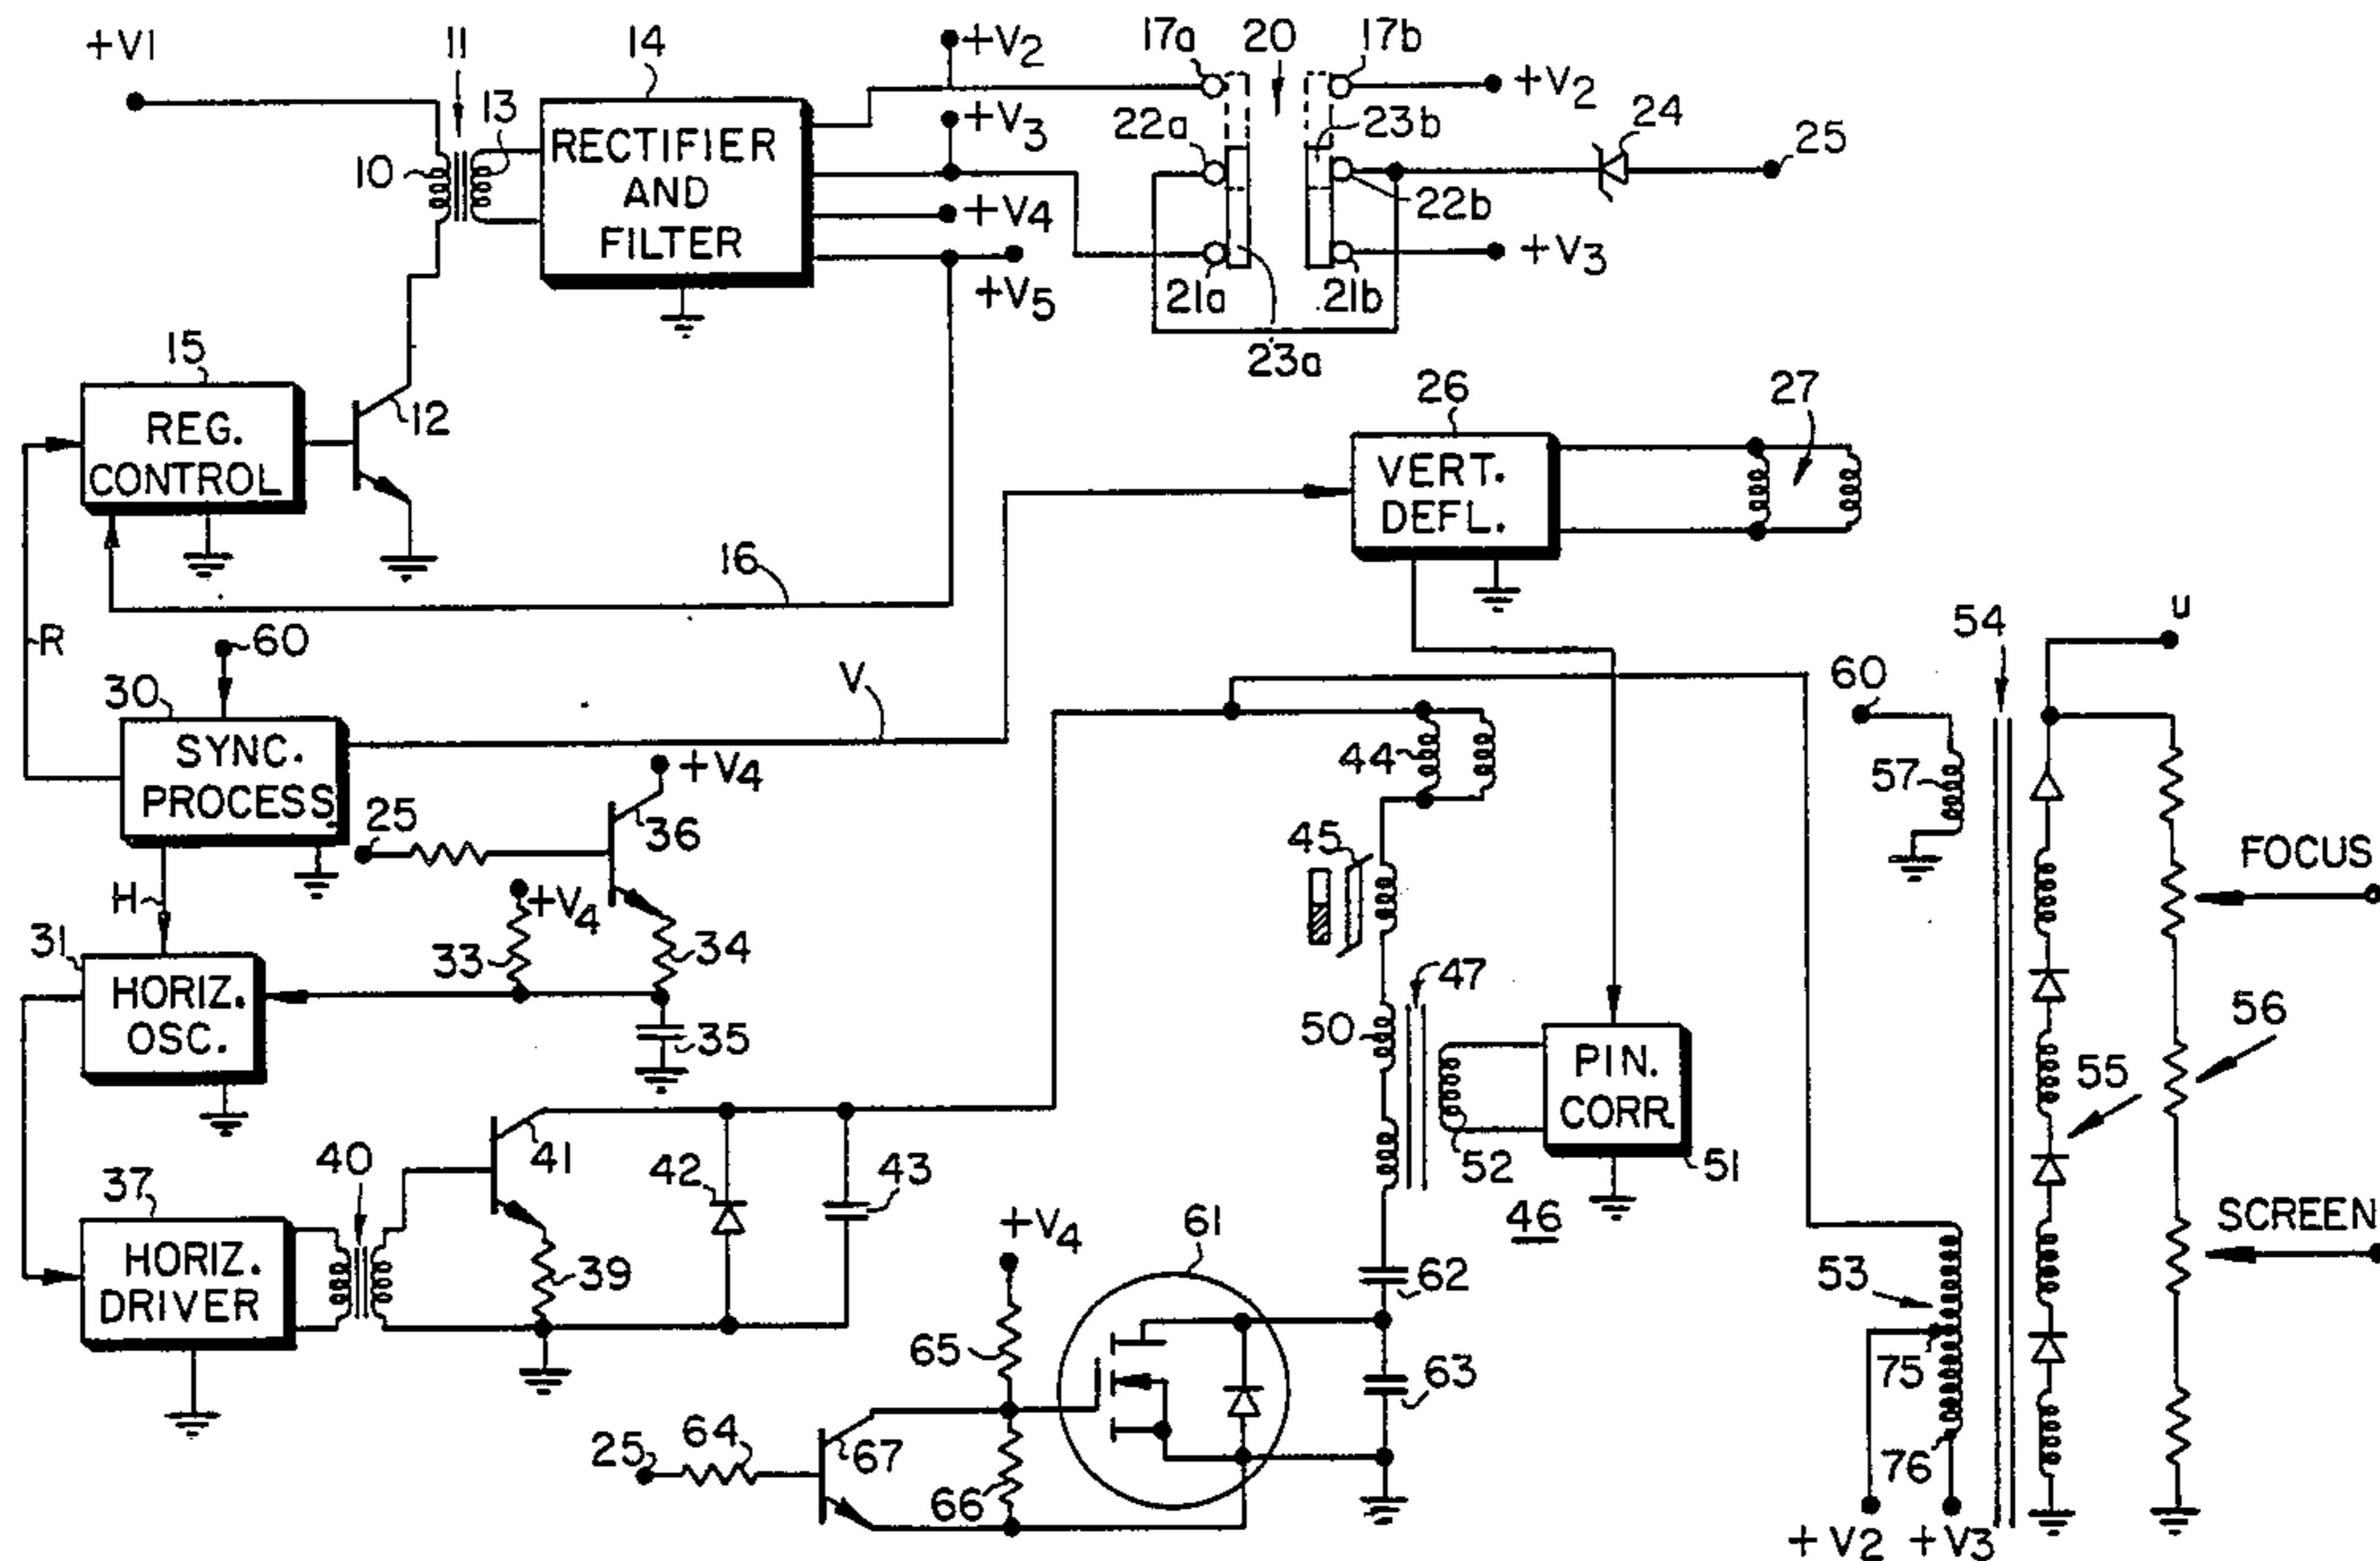 +V1
11
14
+V2
17a
20
17b
+V2
13
+V3
22a
23b
24
25
10
RECTIFIER
AND
FILTER
+V4
22b
+V3
+V5
21a
21b
23a
15
REG.
CONTROL
12
26
VERT.
DEFL.
27
16
R
60
V
54
u
30
SYNC.
PROCESS
+V4
60
25
36
44
57
45
FOCUS
H
+V4
31
HORIZ.
OSC.
33
34
47
35
50
PIN.
CORR.
56
55
40
41
42
43
52
51
37
HORIZ.
DRIVER
39
+V4
61
46
SCREEN
62
53
65
75
63
25
64
67
66
76
+V2
+V3